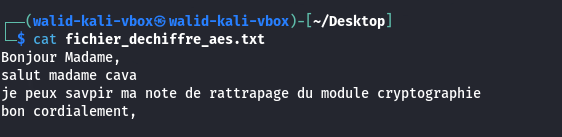 ┌──(walid-kali-vbox㉿walid-kali-vbox)-[~/Desktop]
└─$ cat fichier_dechiffre_aes.txt
Bonjour Madame,
salut madame cava
je peux savpir ma note de rattrapage du module cryptographie
bon cordialement,